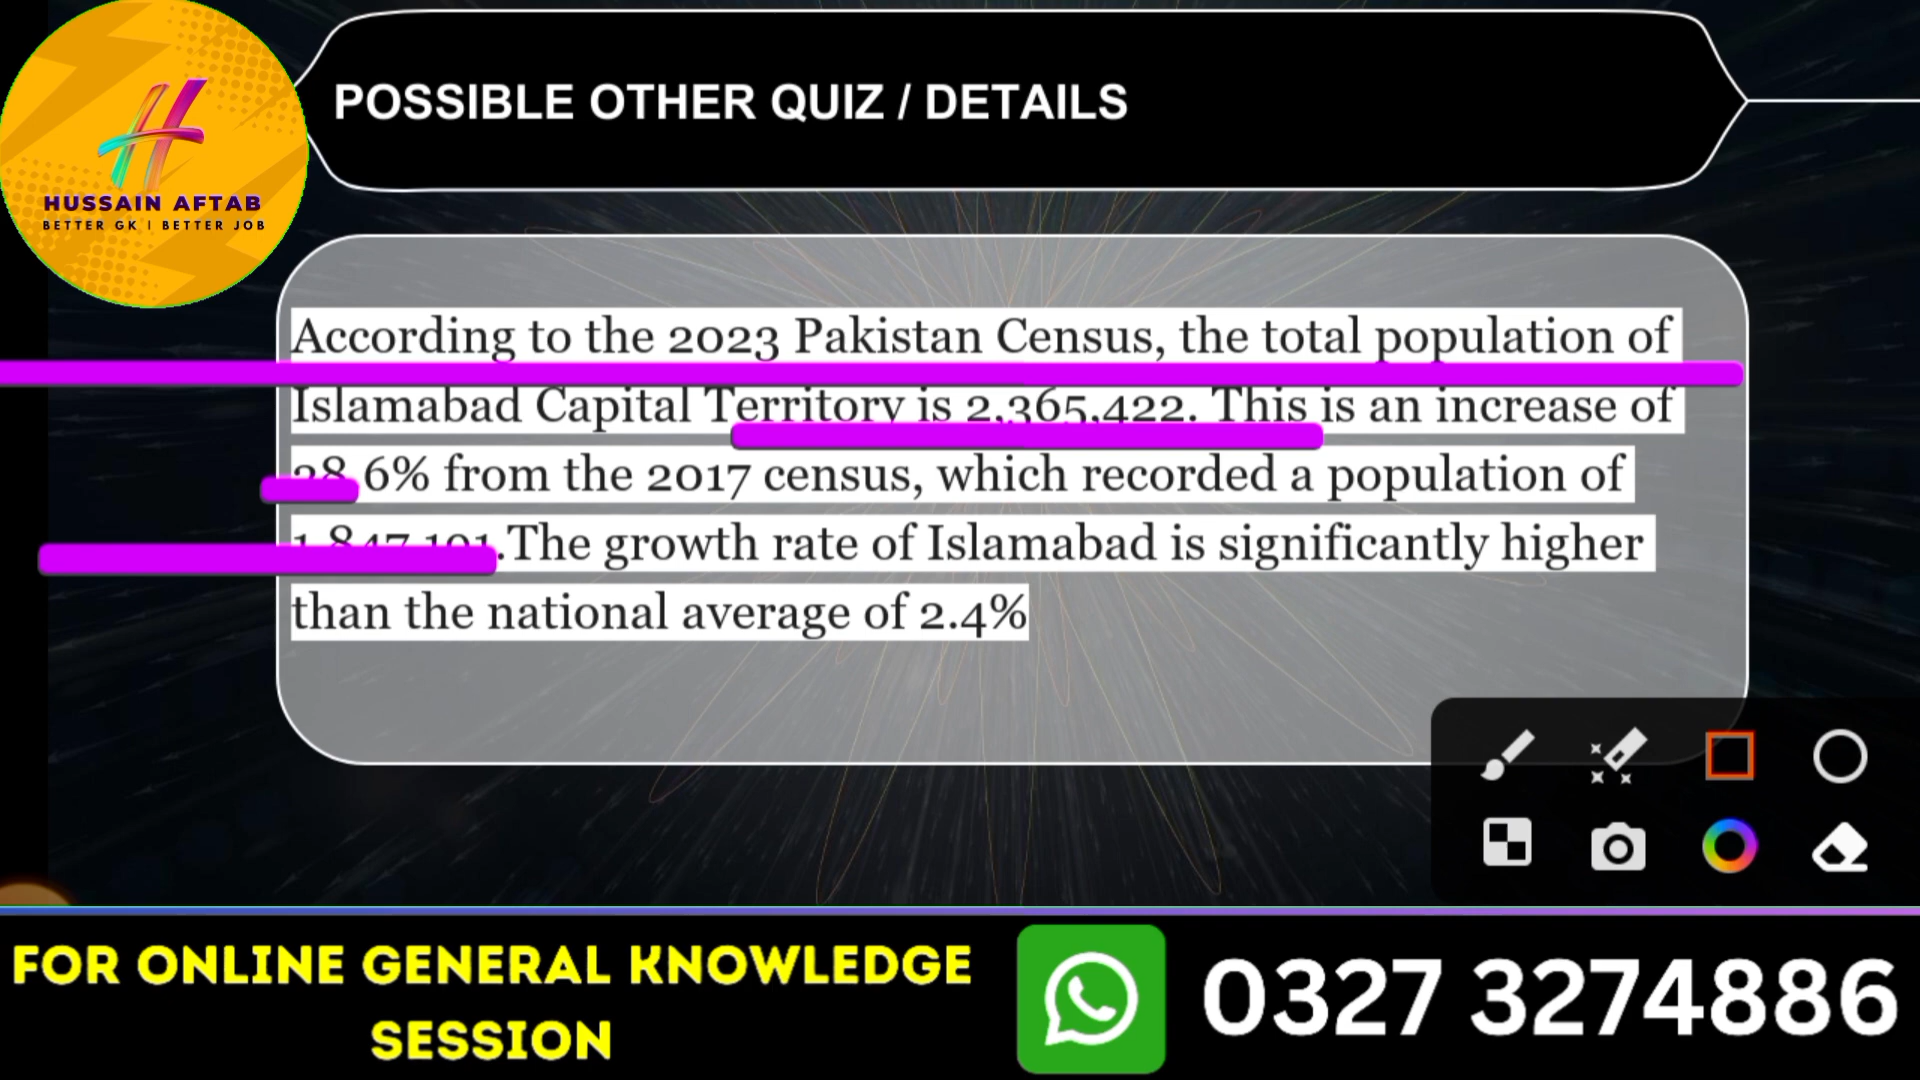 POSSIBLE OTHER QUIZ / DETAILS
HUSSAIN AFTAB
BETTER GK | BETTER JOB
According to the 2023 Pakistan Census, the total population of
Islamabad Capital Territory is 2,365,422. This is an increase of
6% from the 2017 census, which recorded a population of
.The growth rate of Islamabad is significantly higher
than the national average of 2.4%
FOR ONLINE GENERAL KNOWLEDGE
SESSION
0327 3274886